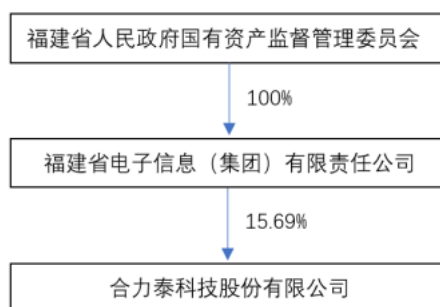 福建省人民政府国有资产监督管理委员会
100%
福建省电子信息（集团）有限责任公司
15.69%
合力泰科技股份有限公司